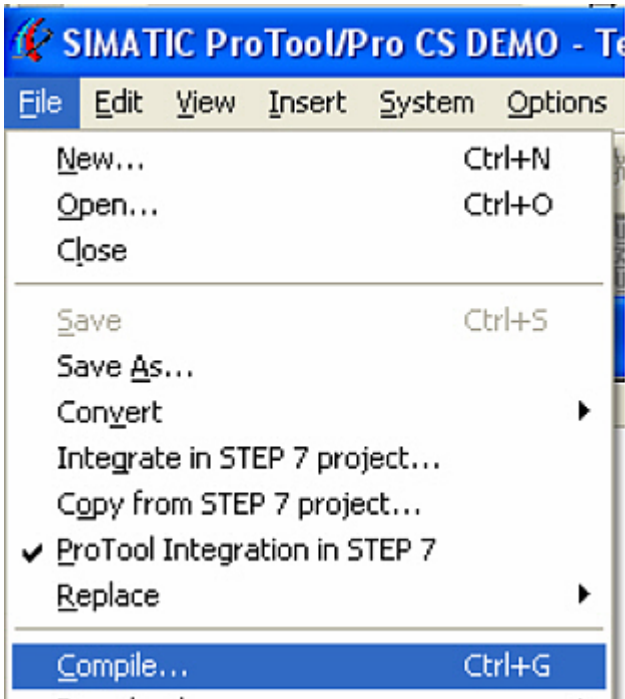 SIMATIC ProTool/Pro CS DEMO - Te
File Edit View Insert System Options
New... Ctrl+N
Open... Ctrl+O
Close
Save Ctrl+S
Save As...
Convert
Integrate in STEP 7 project...
Copy from STEP 7 project...
ProTool Integration in STEP 7
Replace
Compile... Ctrl+G